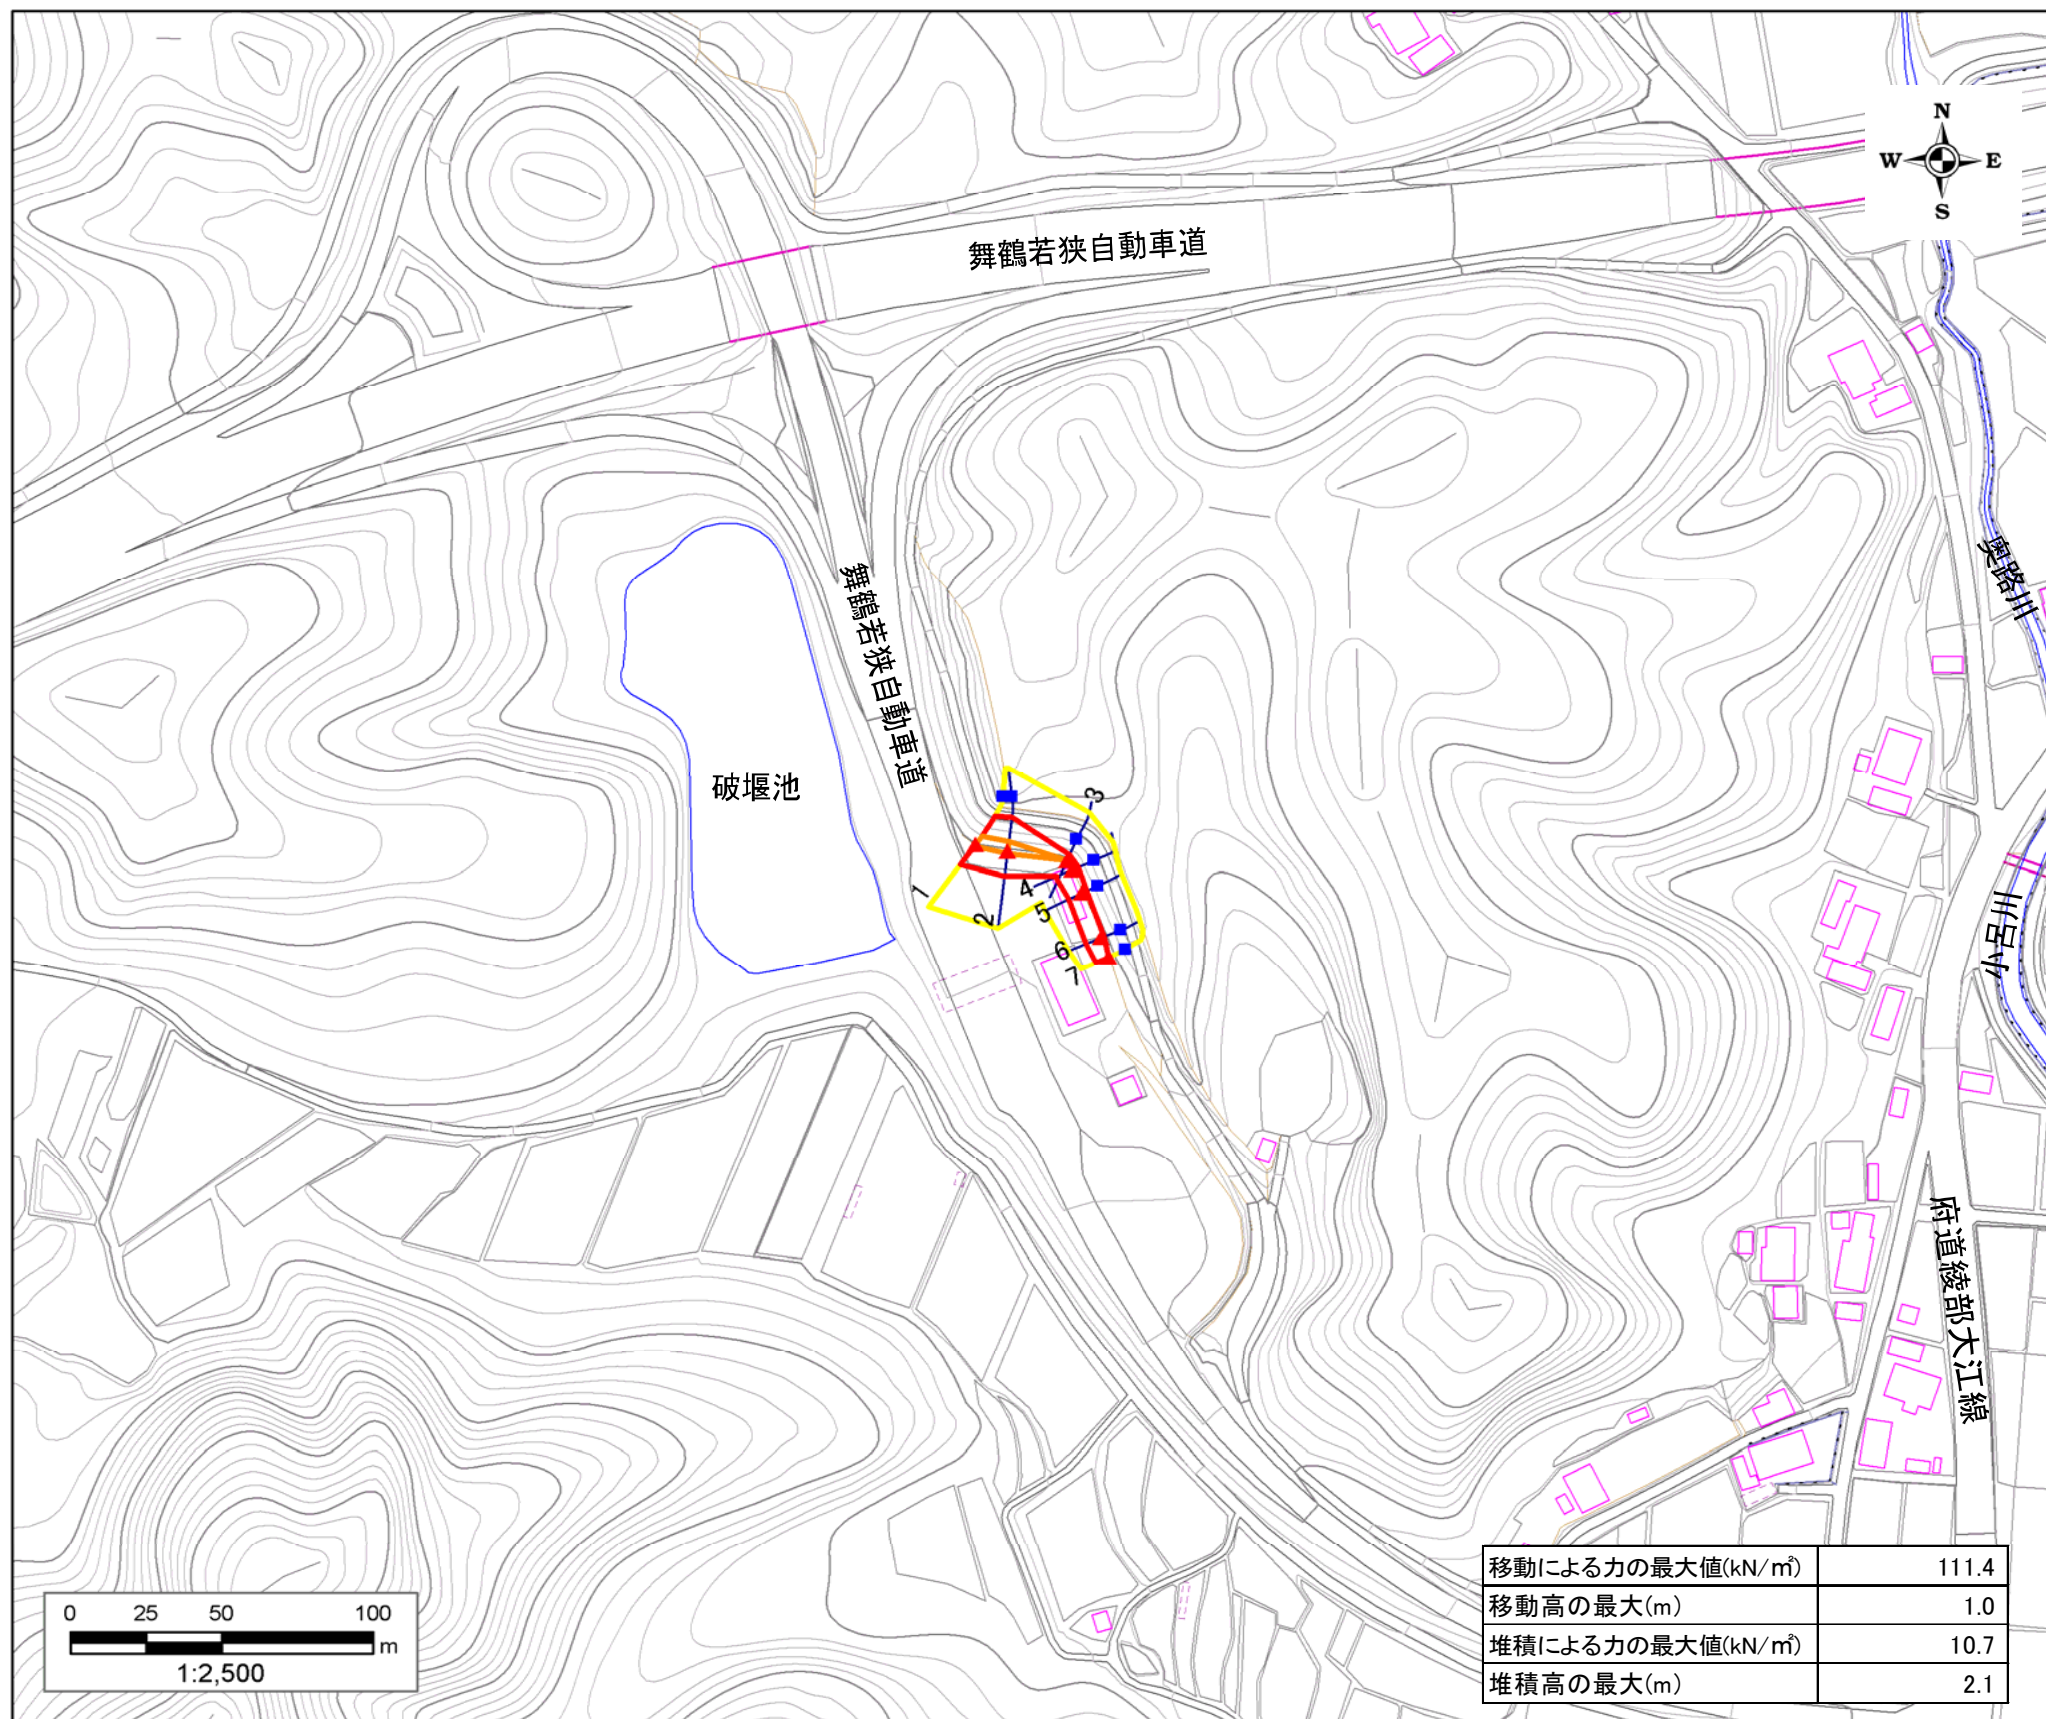 N
W E
S
舞鶴若狭自動車道
舞鶴若狭自動車道
奥路川
破堰池
3
1
2
4
5
6
7
小呂川
府道綾部大江線
移動による力の最大値(kN/㎡) 111.4
移動高の最大(m) 1.0
堆積による力の最大値(kN/㎡) 10.7
堆積高の最大(m) 2.1
0 25 50 100
m
1:2,500